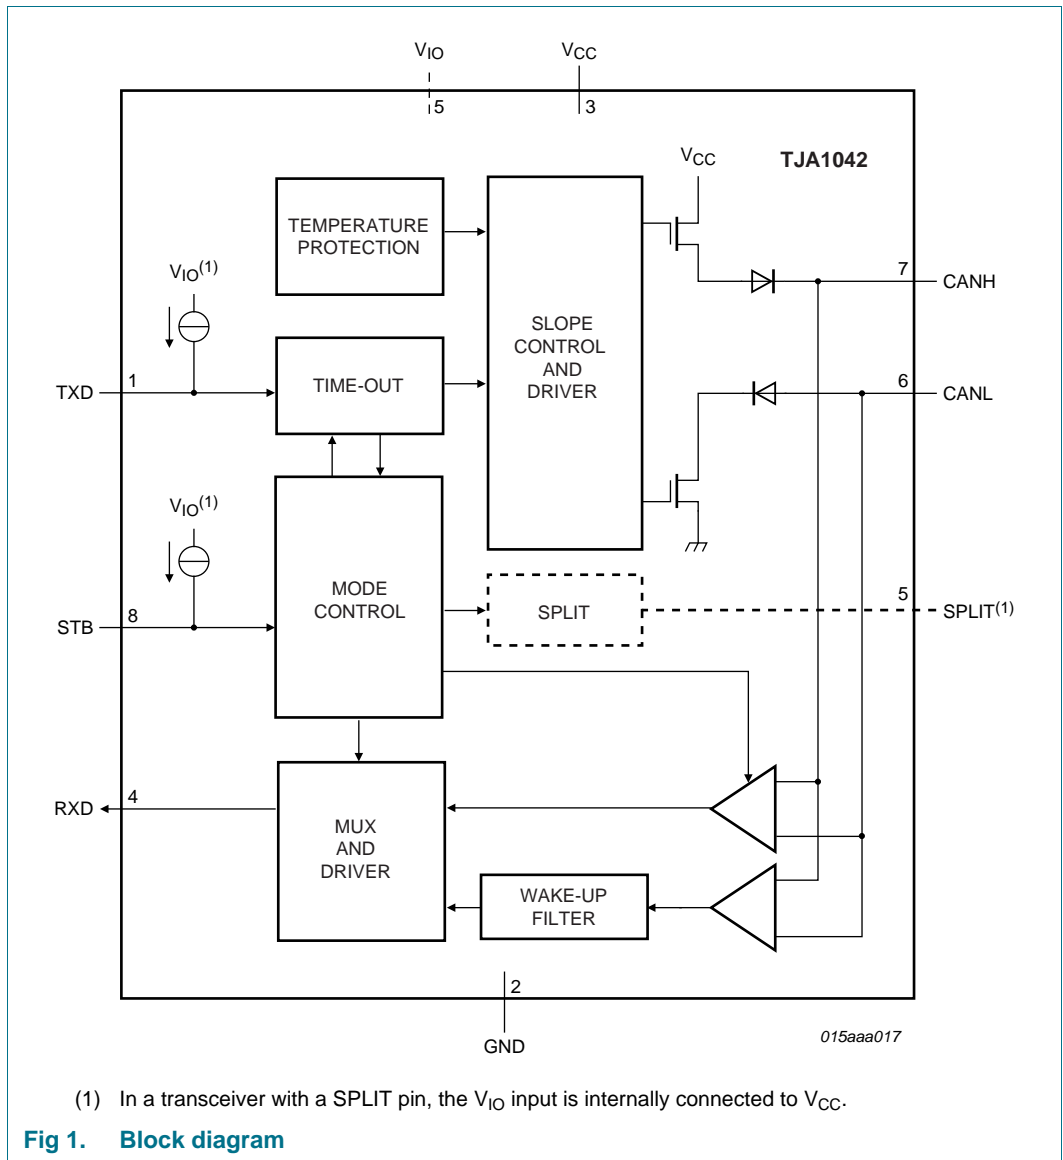 VIO
VCC
5
3
TJA1042
VCC
TEMPERATURE
PROTECTION
VIO(1)
7
CANH
SLOPE
CONTROL
AND
DRIVER
1
TXD
TIME-OUT
6
CANL
VIO(1)
MODE
CONTROL
8
STB
SPLIT
5
SPLIT(1)
4
RXD
MUX
AND
DRIVER
WAKE-UP
FILTER
2
GND
015aaa017
(1) In a transceiver with a SPLIT pin, the VIO input is internally connected to VCC.
Fig 1. Block diagram